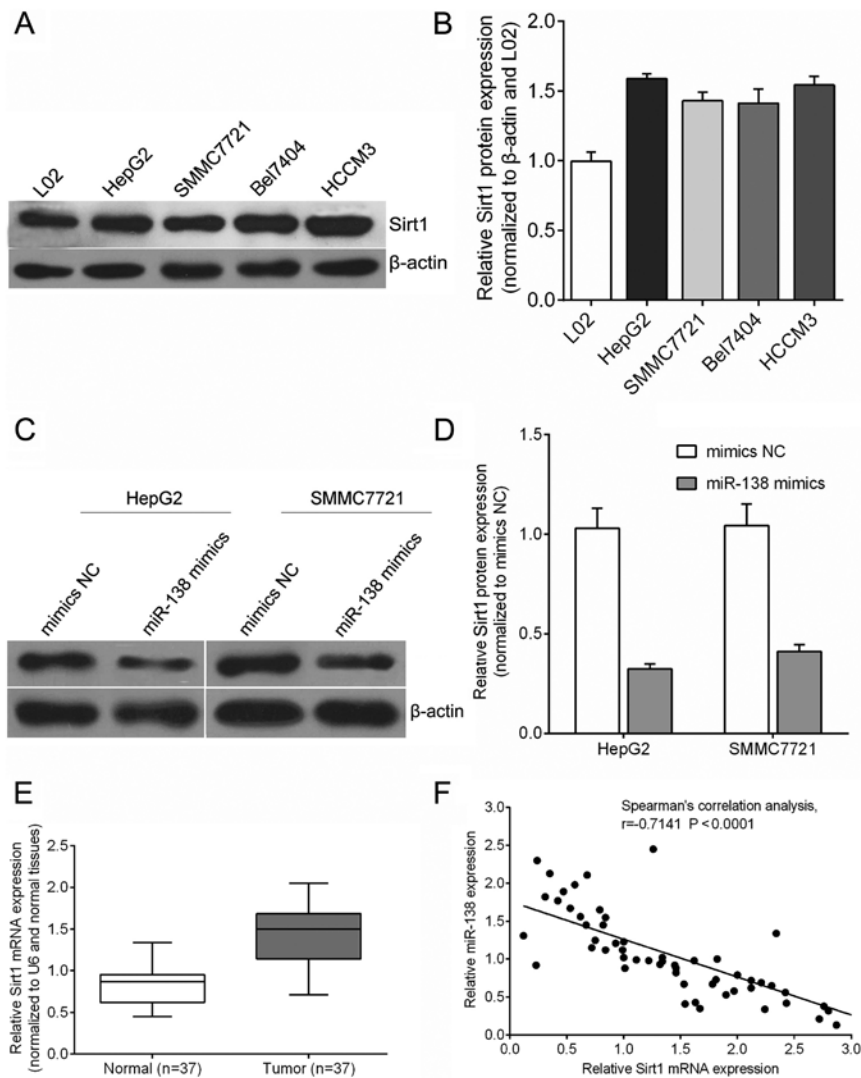 A
L02
HepG2
SMMC7721
Bel7404
HCCM3
Sirt1
β-actin
B
Relative Sirt1 protein expression
(normalized to β-actin and L02)
2.0
1.5
1.0
0.5
0.0
L02
HepG2
SMMC7721
Bel7404
HCCM3
C
HepG2
SMMC7721
mimics NC
miR-138 mimics
mimics NC
miR-138 mimics
β-actin
D
Relative Sirt1 protein expression
(normalized to mimics NC)
1.5
1.0
0.5
0.0
mimics NC
miR-138 mimics
HepG2
SMMC7721
E
Relative Sirt1 mRNA expression
(normalized to U6 and normal tissues)
2.5
2.0
1.5
1.0
0.5
0.0
Normal (n=37)
Tumor (n=37)
F
Spearman's correlation analysis,
r=-0.7141 P<0.0001
Relative miR-138 expression
3.0
2.5
2.0
1.5
1.0
0.5
0.0
0.0 0.5 1.0 1.5 2.0 2.5 3.0
Relative Sirt1 mRNA expression